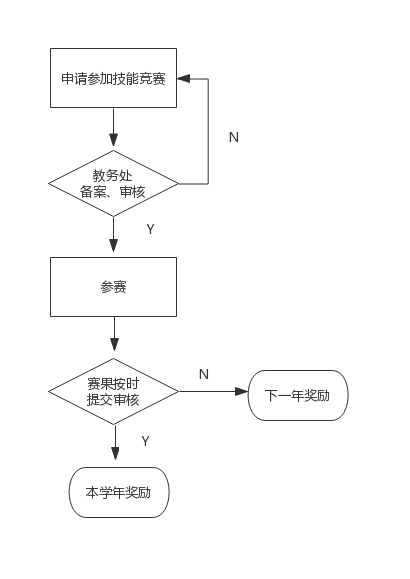 申请参加技能竞赛
N
教务处
备案、审核
Y
参赛
赛果按时
提交审核
N
下一年奖励
Y
本学年奖励